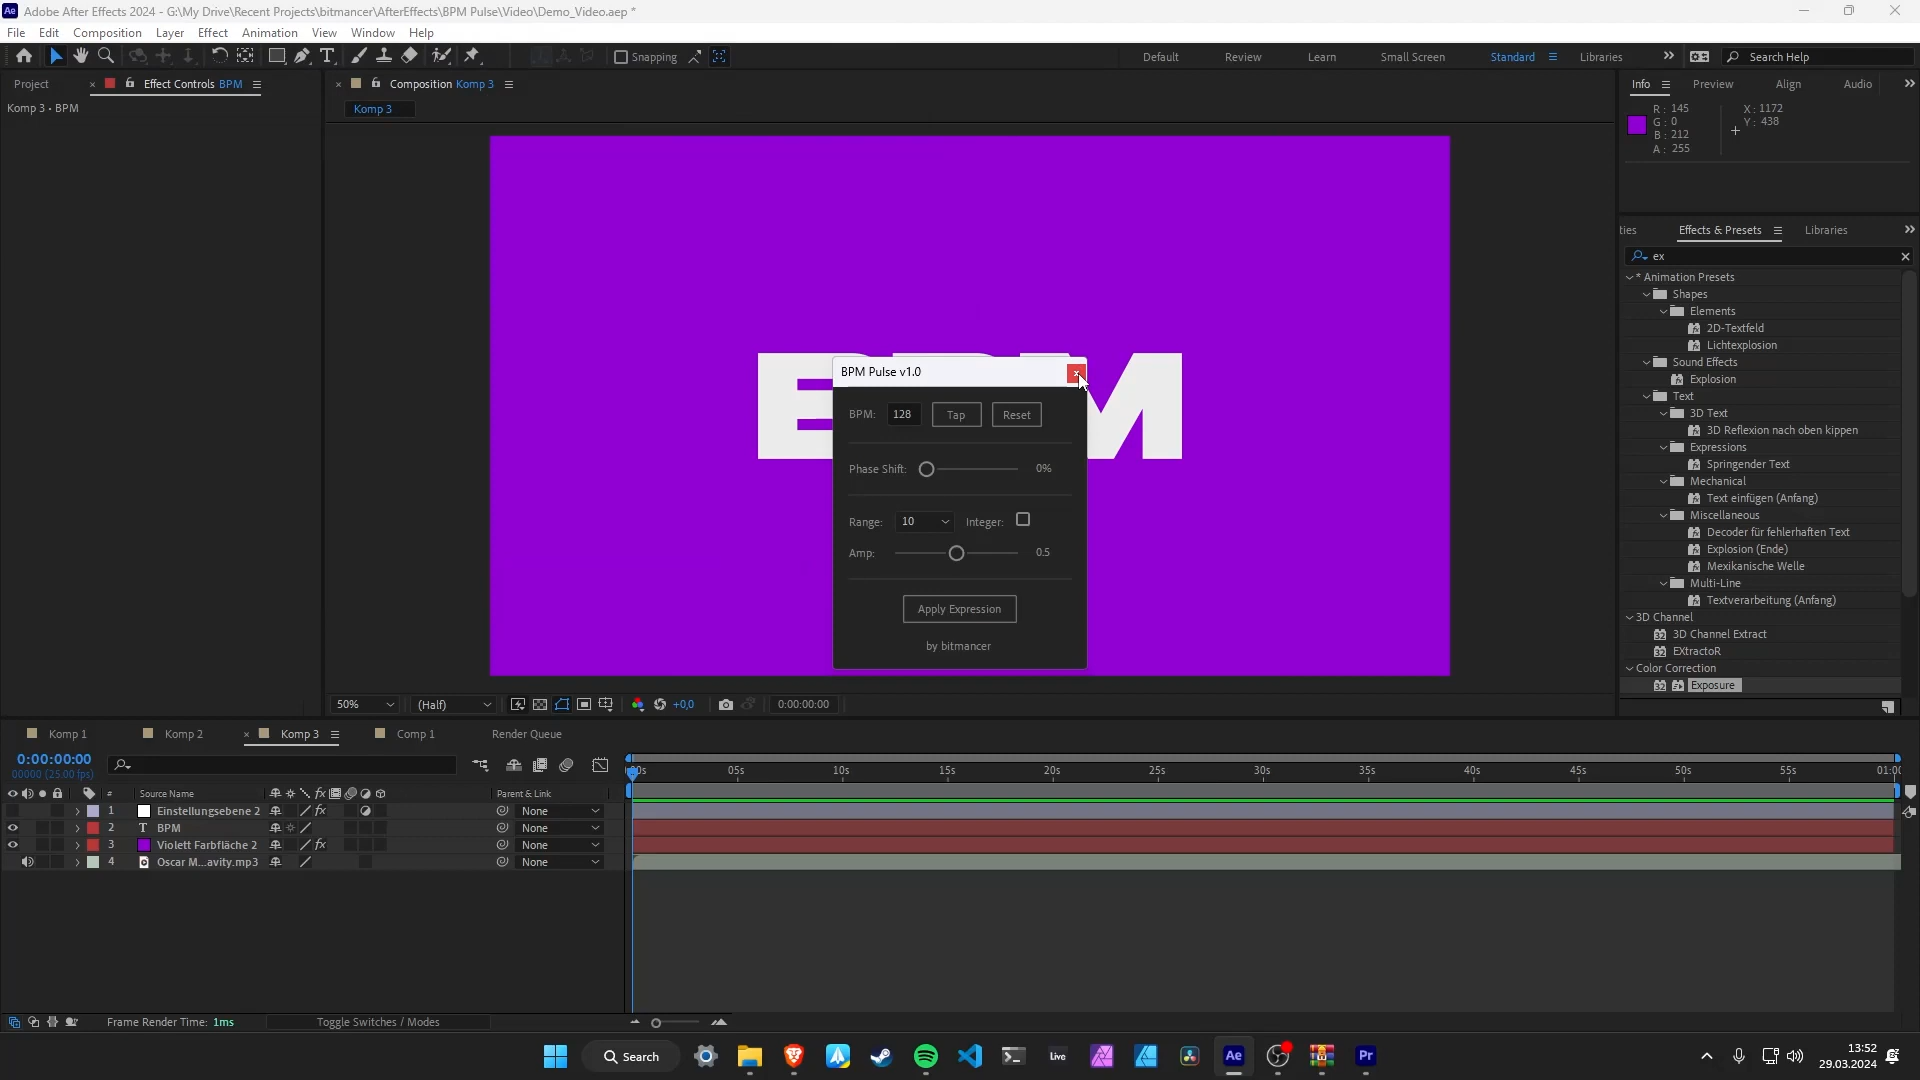 Adobe After Effects 2024 - G:\My Drive\Recent Projects\bitmancer\AfterEffects\BPM Pulse\Video\Demo_Video.aep *
File Edit Composition Layer Effect Animation View Window Help
Snapping
Default Review Learn Small Screen Standard Libraries Search Help
Project Effect Controls BPM
Komp 3 • BPM
Composition Komp 3
Komp 3
Info Preview Align Audio
R: 145
G: 0
B: 212
A: 255
X: 1172
Y: 438
ties Effects & Presets Libraries
ex
* Animation Presets
Shapes
Elements
2D-Textfeld
Lichtexplosion
Sound Effects
Explosion
Text
3D Text
3D Reflexion nach oben kippen
Expressions
Springender Text
Mechanical
Text einfügen (Anfang)
Miscellaneous
Decoder für fehlerhaften Text
Explosion (Ende)
Mexikanische Welle
Multi-Line
Textverarbeitung (Anfang)
3D Channel
3D Channel Extract
EXtractoR
Color Correction
Exposure
BPM
BPM Pulse v1.0
BPM: 128 Tap Reset
Phase Shift: 0%
Range: 10 Integer:
Amp: 0.5
Apply Expression
by bitmancer
50% (Half) +0,0 0:00:00:00
Komp 1 Komp 2 Komp 3 Comp 1 Render Queue
0:00:00:00
00000 (25.00 fps)
00s 05s 10s 15s 20s 25s 30s 35s 40s 45s 50s 55s 01:00
# Source Name Parent & Link
1 Einstellungsebene 2 None
2 T BPM None
3 Violett Farbfläche 2 None
4 Oscar M...avity.mp3 None
Frame Render Time: 1ms Toggle Switches / Modes
Search Live Ae Pr
13:52
29.03.2024